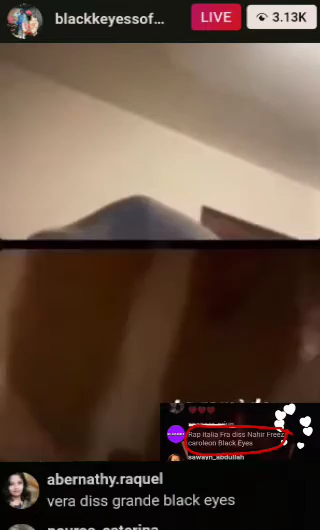 blackkeyessof...
LIVE
3.13K
Rap italia Fra diss Nahir Freez
caroleon Black Eyes
sawayn_abdullah
abernathy.raquel
vera diss grande black eyes